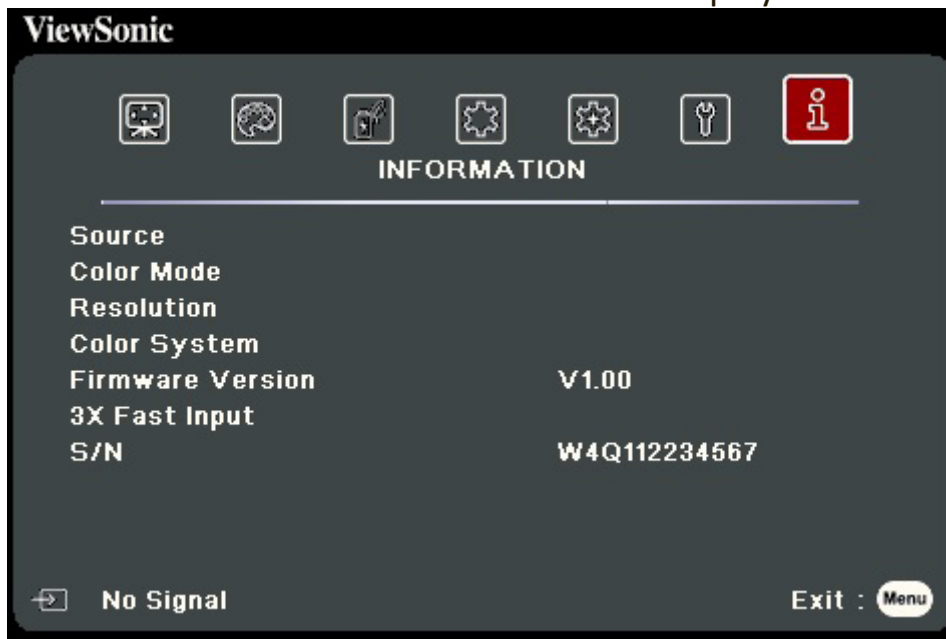 ViewSonic
INFORMATION
Source
Color Mode
Resolution
Color System
Firmware Version V1.00
3X Fast Input
S/N W4Q112234567
No Signal Exit : Menu